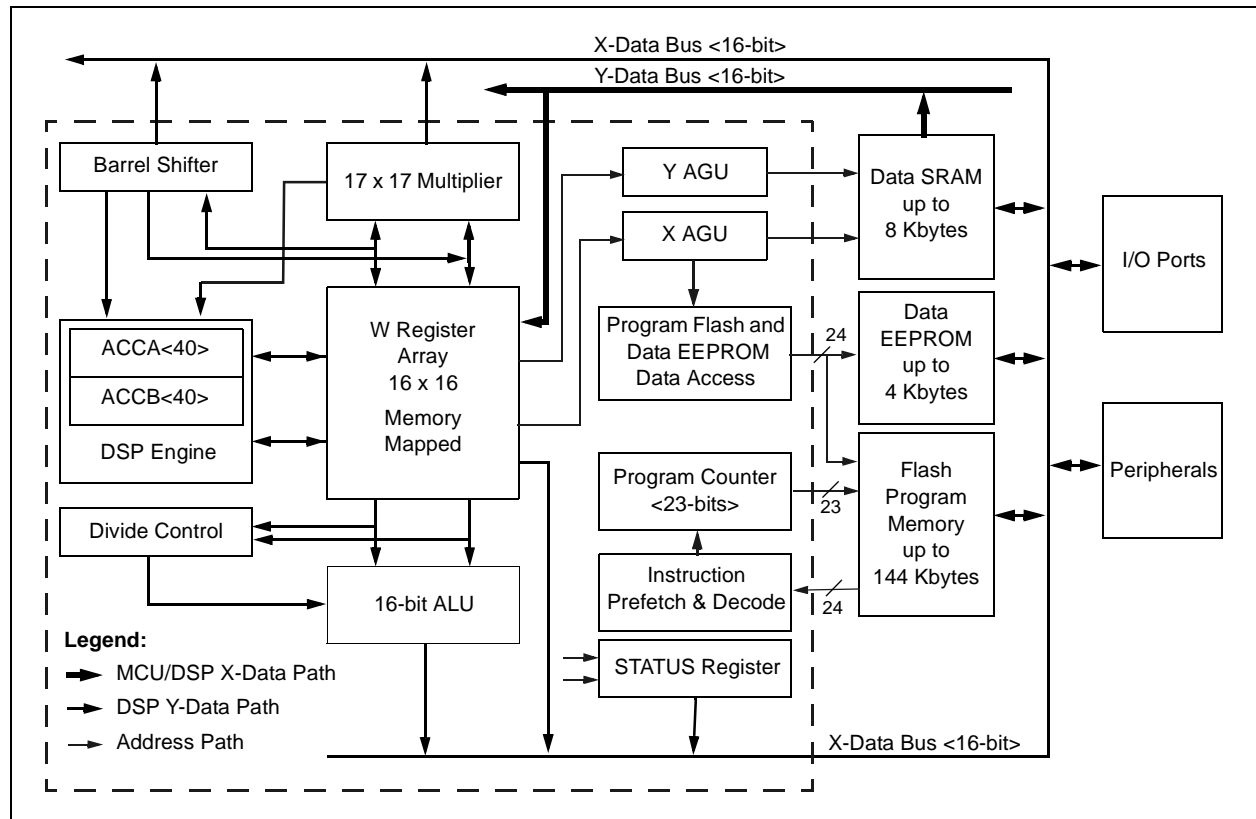 X-Data Bus <16-bit>
Y-Data Bus <16-bit>
Barrel Shifter
17 x 17 Multiplier
Y AGU
X AGU
Data SRAM
up to
8 Kbytes
I/O Ports
ACCA<40>
ACCB<40>
DSP Engine
W Register
Array
16 x 16
Memory
Mapped
Program Flash and
Data EEPROM
Data Access
24
Data
EEPROM
up to
4 Kbytes
Program Counter
<23-bits>
23
Flash
Program
Memory
up to
144 Kbytes
Peripherals
Divide Control
16-bit ALU
Instruction
Prefetch & Decode
24
STATUS Register
Legend:
MCU/DSP X-Data Path
DSP Y-Data Path
Address Path
X-Data Bus <16-bit>